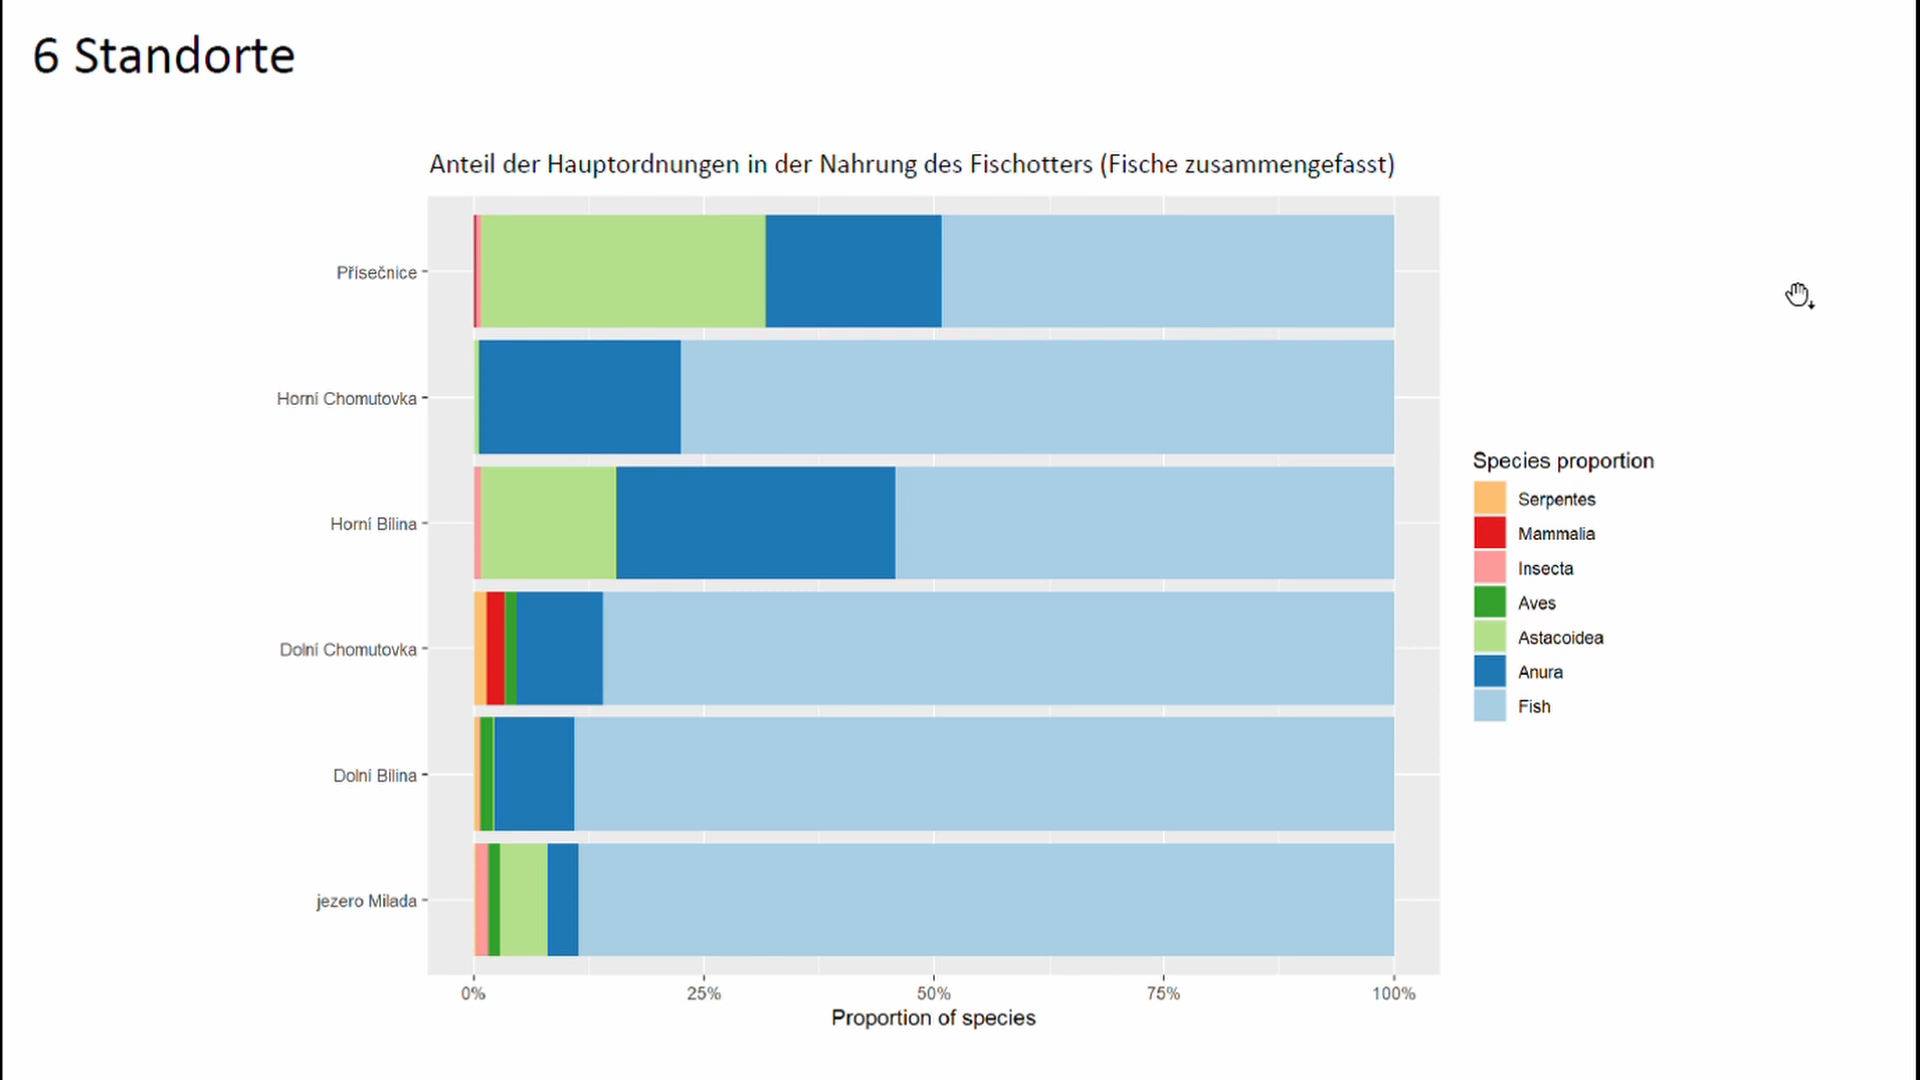 6 Standorte
Anteil der Hauptordnungen in der Nahrung des Fischotters (Fische zusammengefasst)
Přísečnice
Horní Chomutovka
Horní Bílina
Dolní Chomutovka
Dolní Bílina
jezero Milada
0% 25% 50% 75% 100%
Proportion of species
Species proportion
Serpentes
Mammalia
Insecta
Aves
Astacoidea
Anura
Fish